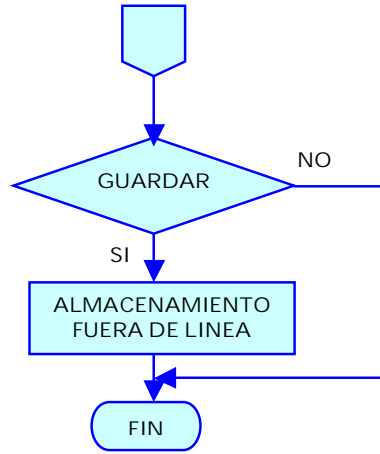 GUARDAR
NO
SI
ALMACENAMIENTO
FUERA DE LINEA
FIN